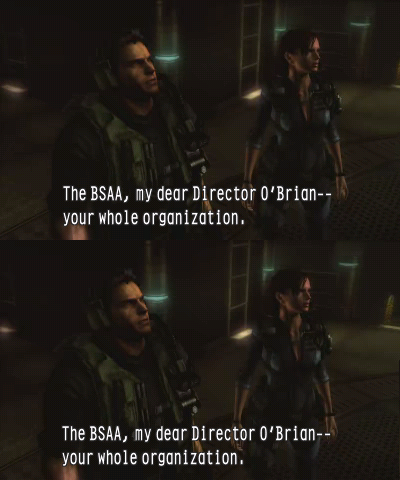 The BSAA, my dear Director O'Brian--
your whole organization.
The BSAA, my dear Director O'Brian--
your whole organization.